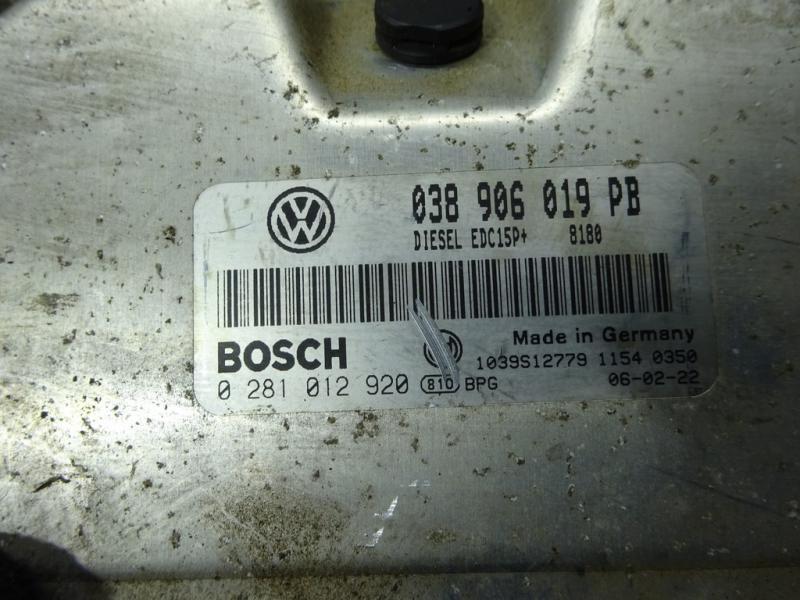 038 906 019 PB
DIESEL EDC15P+ 8180
BOSCH
Made in Germany
1039S12779 1154 0350
0 281 012 920 810 BPG 06-02-22